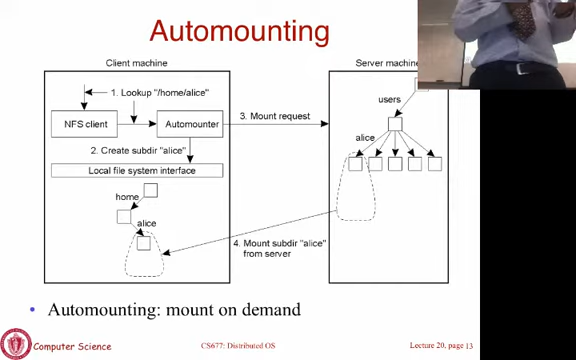 Automounting
Client machine
Server machine
1. Lookup "/home/alice"
users
NFS client
Automounter
3. Mount request
alice
2. Create subdir "alice"
Local file system interface
home
alice
4. Mount subdir "alice"
from server
• Automounting: mount on demand
Computer Science
CS677: Distributed OS
Lecture 20, page 13